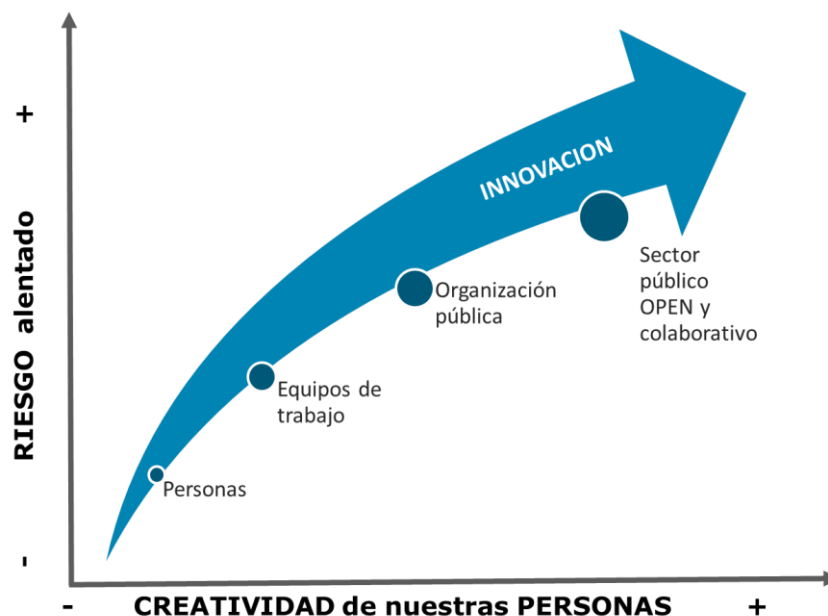 +
RIESGO alentado
-
INNOVACION
Sector
público
OPEN y
colaborativo
Organización
pública
Equipos de
trabajo
Personas
- CREATIVIDAD de nuestras PERSONAS +